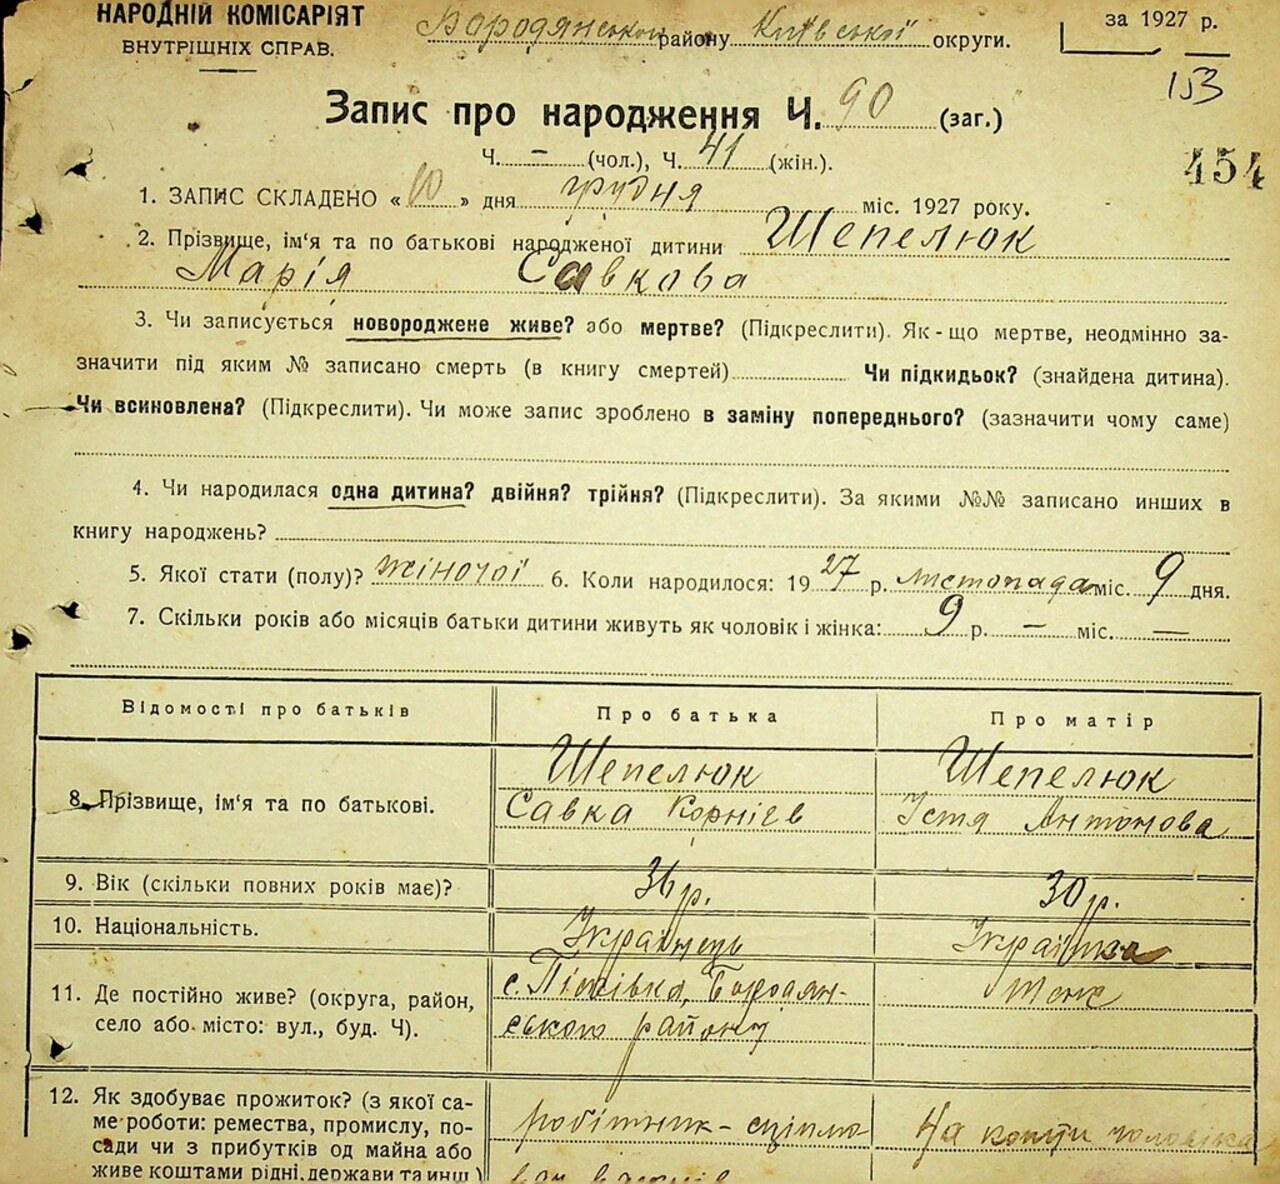 НАРОДНІЙ КОМІСАРІЯТ
ВНУТРІШНІХ СПРАВ.
Бородянського району Київської округи.
за 1927 р.
153
Запис про народження Ч. 90 (заг.)
Ч. — (чол.), Ч. 41 (жін.).
454
1. ЗАПИС СКЛАДЕНО «10» дня грудня міс. 1927 року.
2. Прізвище, ім‘я та по батькові народженої дитини Шепелюк
Марія Савкова
3. Чи записується новороджене живе? або мертве? (Підкреслити). Як-що мертве, неодмінно за-
значити під яким № записано смерть (в книгу смертей) Чи підкидьок? (знайдена дитина).
Чи всиновлена? (Підкреслити). Чи може запис зроблено в заміну попереднього? (зазначити чому саме)
4. Чи народилася одна дитина? двійня? трійня? (Підкреслити). За якими №№ записано инших в
книгу народжень?
5. Якої стати (полу)? жіночої 6. Коли народилося: 1927 р. листопада міс. 9 дня.
7. Скільки років або місяців батьки дитини живуть як чоловік і жінка: 9 р. — міс. —
Відомості про батьків Про батька Про матір
8. Прізвище, ім‘я та по батькові. Шепелюк Шепелюк
Савка Корнієв Устя Антонова
9. Вік (скільки повних років має)? 36 р. 30 р.
10. Національність. Українець Українка
11. Де постійно живе? (округа, район, с. Пісківка, Бородян- теж
село або місто: вул., буд. Ч). ського району
12. Як здобуває прожиток? (з якої са-
ме роботи: ремества, промислу, по- робітник - На кошти чоловіка
сади чи з прибутків од майна або
живе коштами рідні, держави та инш.)